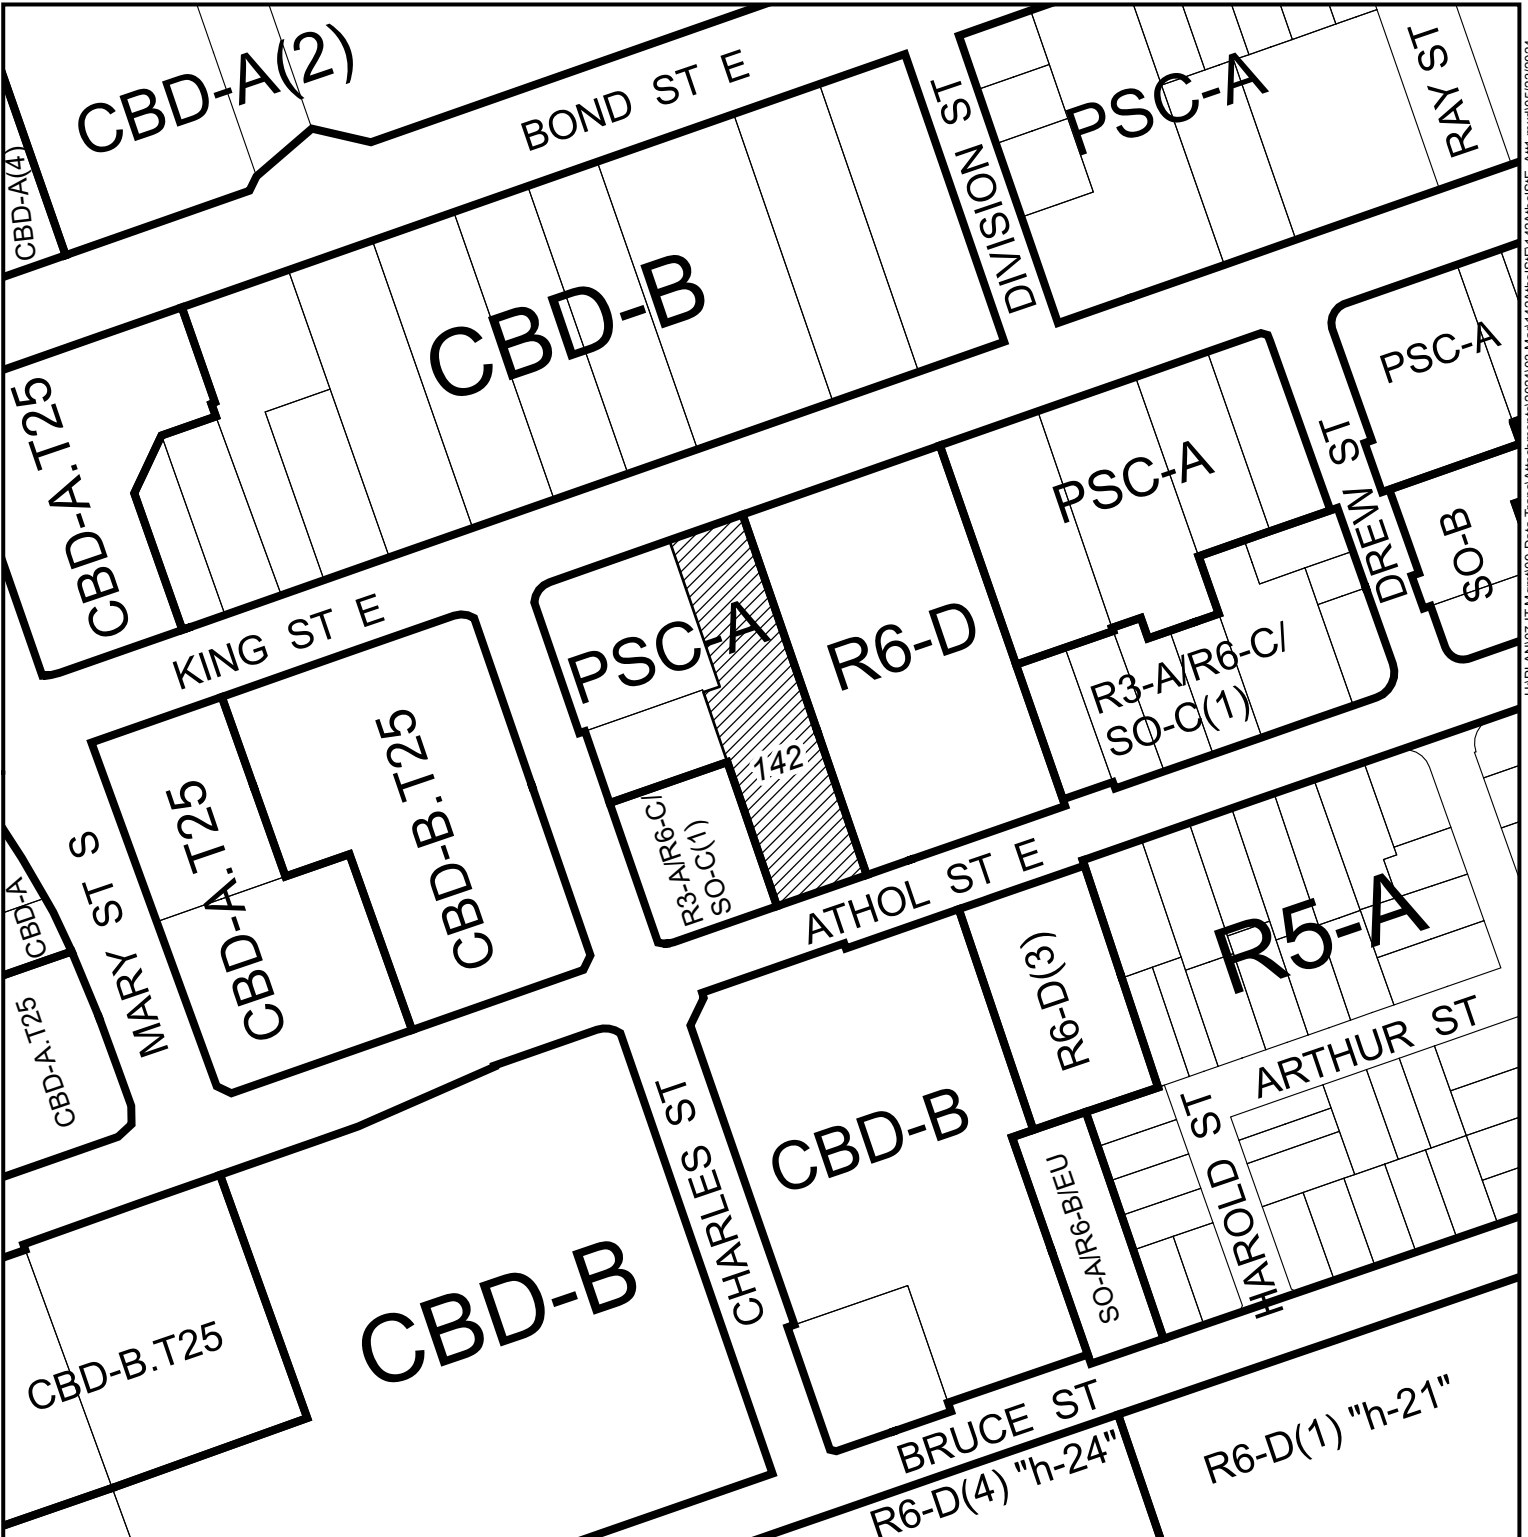 CBD-A(2)
BOND ST E
DIVISION ST
PSC-A
RAY ST
CBD-A(4)
CBD-B
CBD-A.T25
PSC-A
DREW ST
PSC-A
SO-B
KING ST E
PSC-A
R6-D
R3-A/R6-C/
SO-C(1)
142
R3-A/R6-C/
SO-C(1)
CBD-A.T25
CBD-B.T25
MARY ST S
CBD-A
CBD-A.T25
ATHOL ST E
R6-D(3)
R5-A
ARTHUR ST
HAROLD ST
CBD-B
SO-A/R6-B/EU
CHARLES ST
CBD-B
CBD-B.T25
BRUCE ST
R6-D(4) "h-24"
R6-D(1) "h-21"